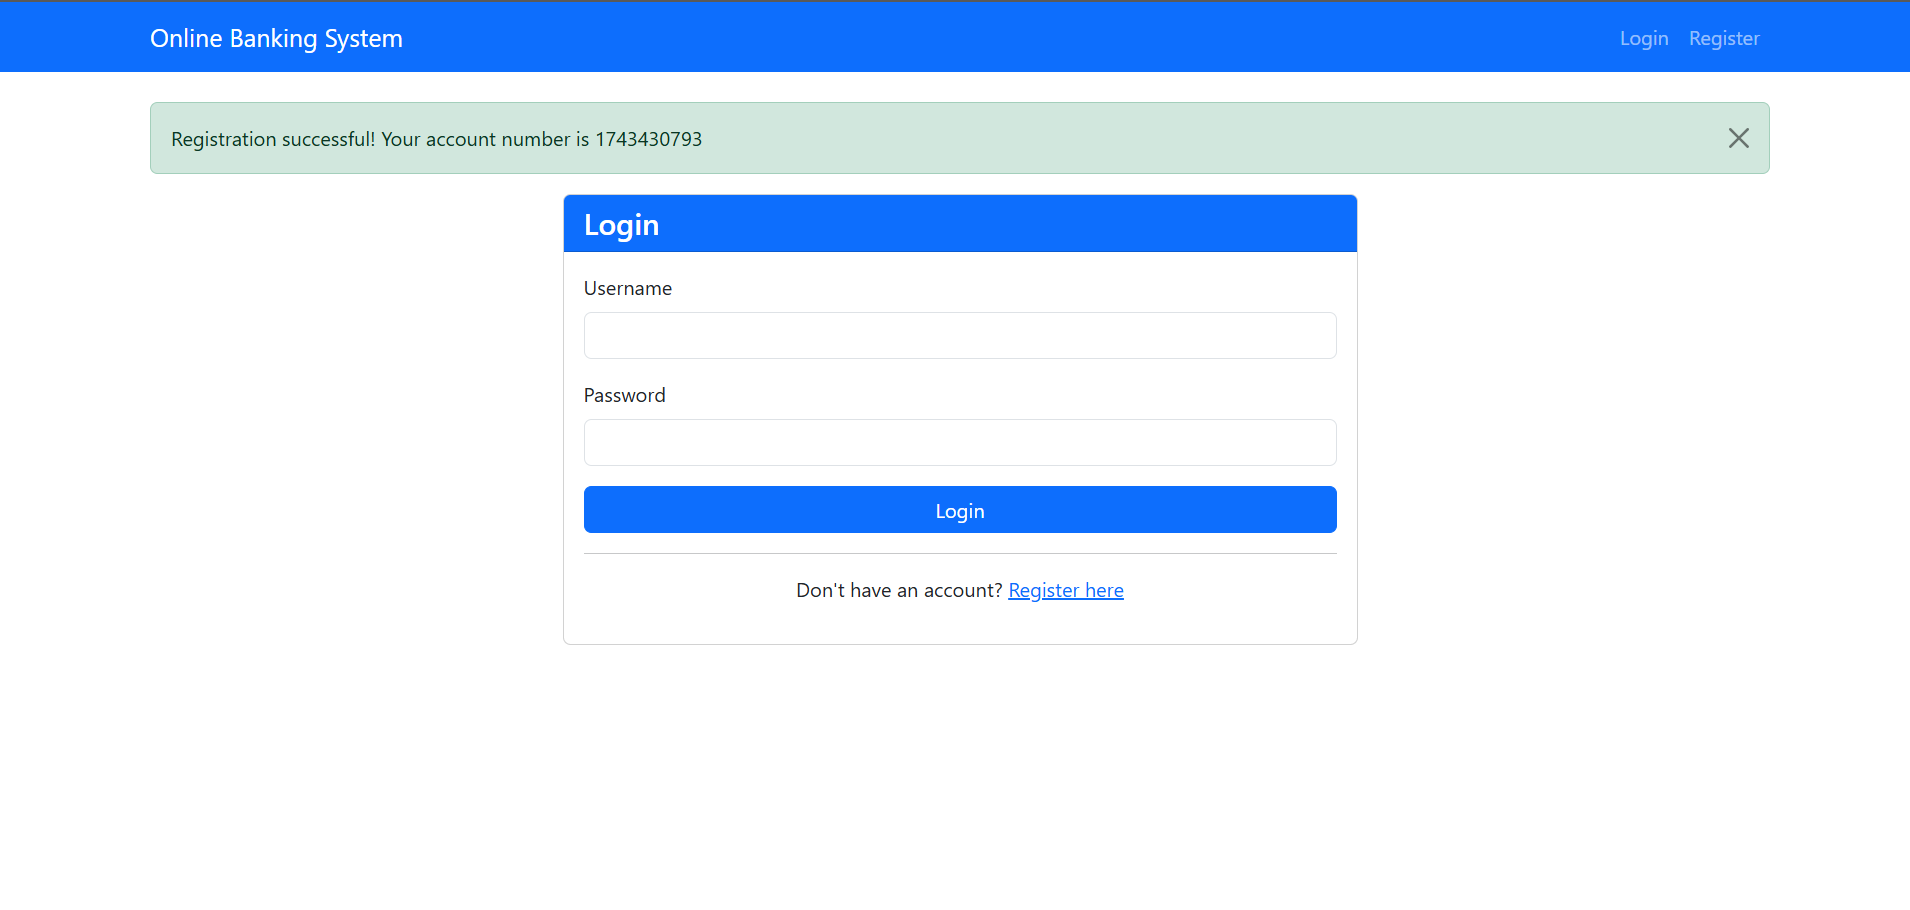 Online Banking System
Login Register
Registration successful! Your account number is 1743430793
Login
Username
Password
Login
Don't have an account? Register here